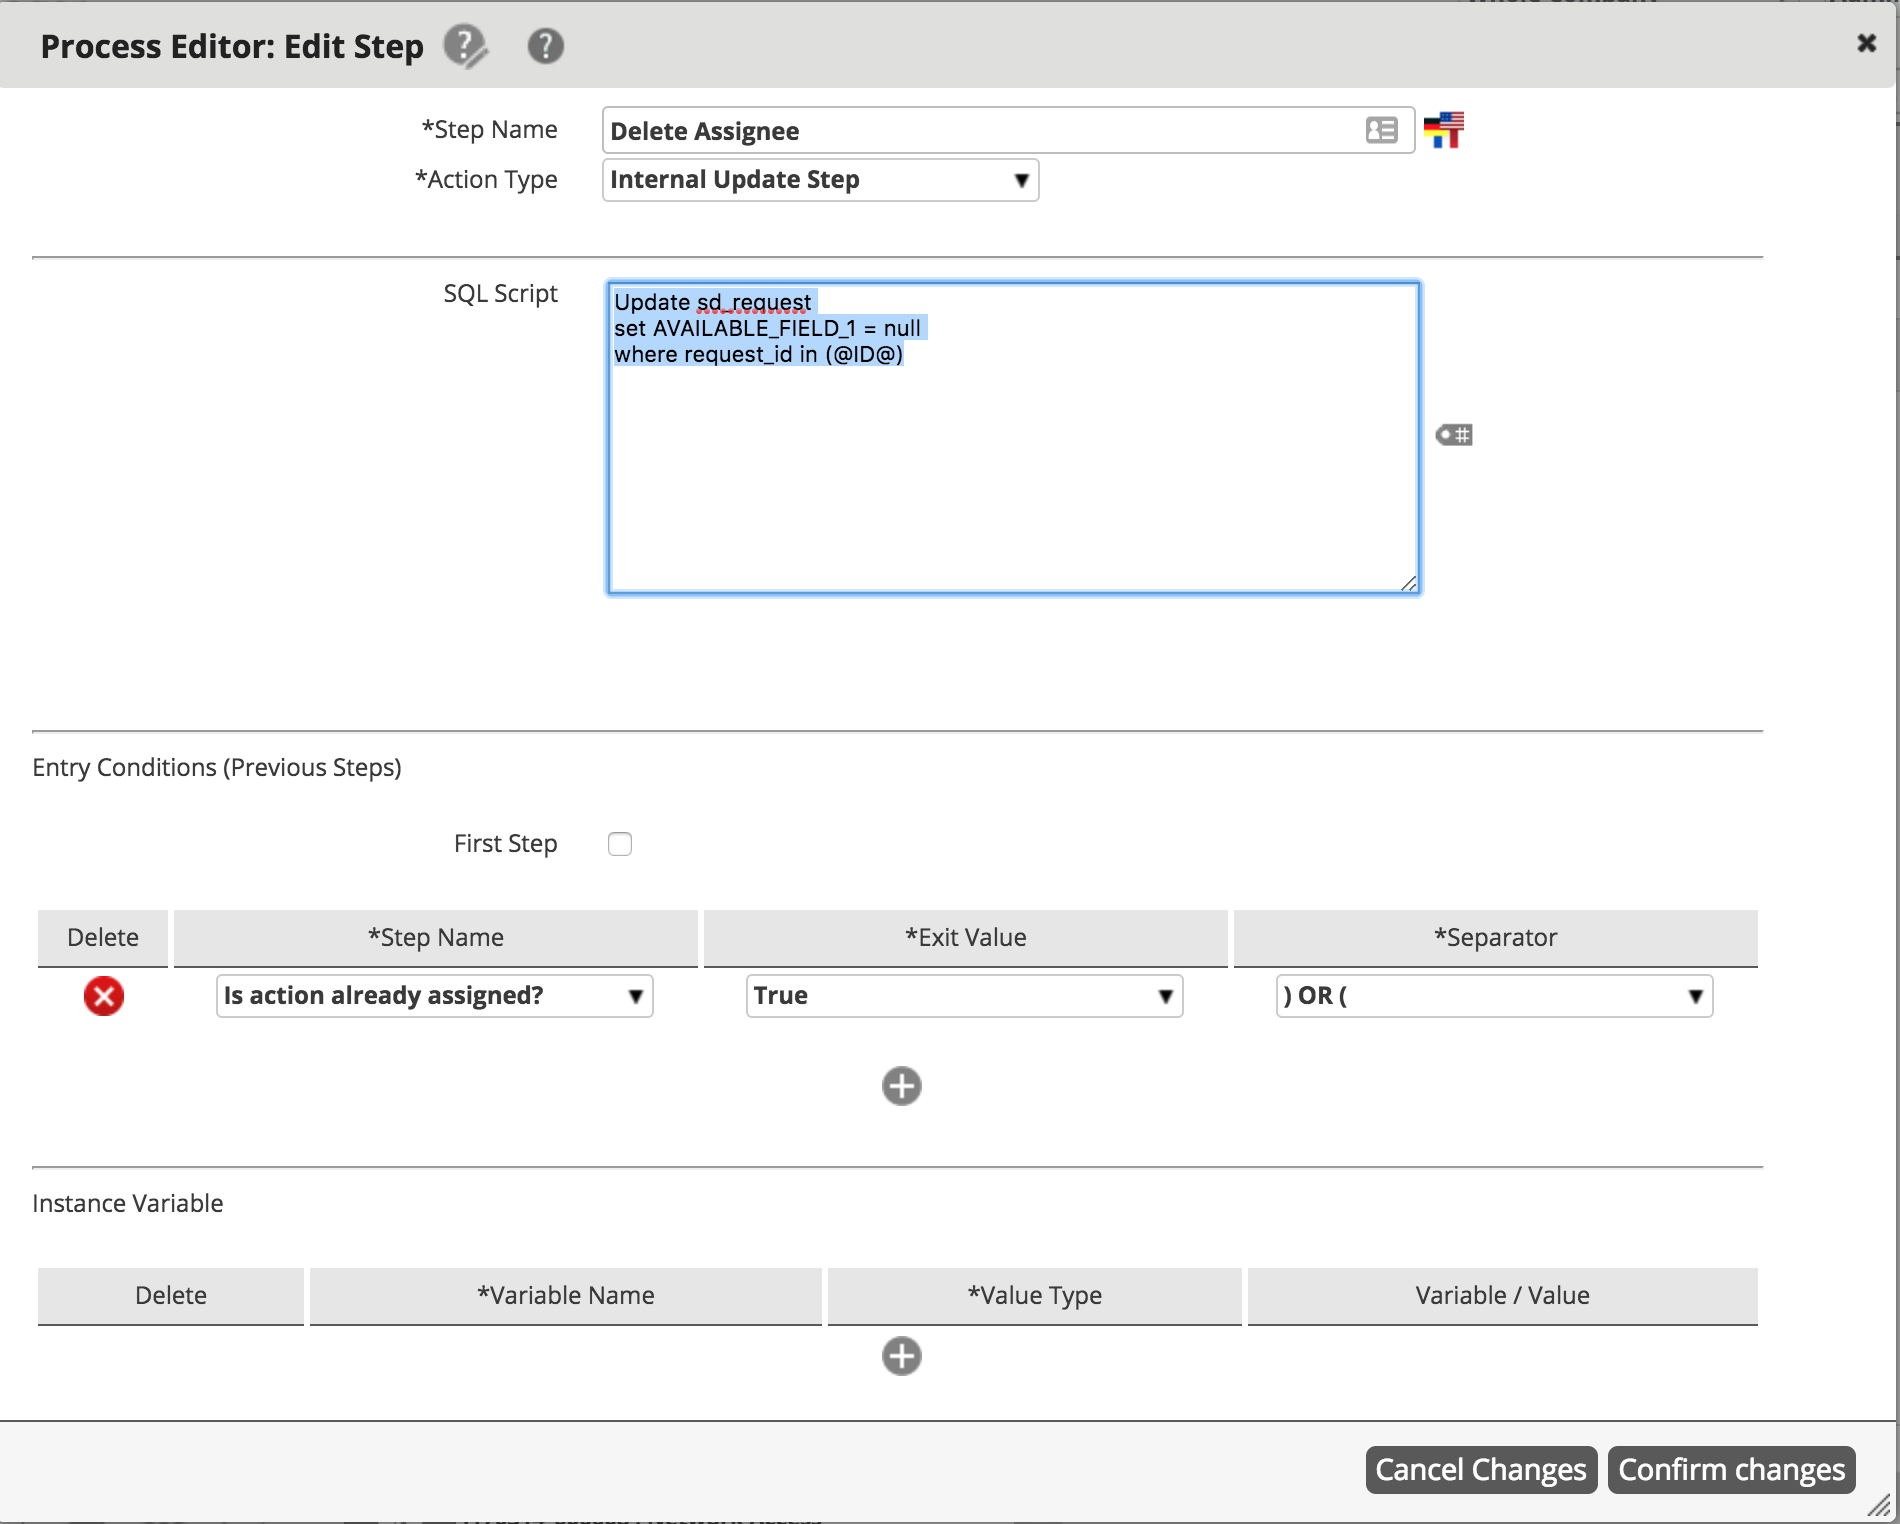 Process Editor: Edit Step
*Step Name
Delete Assignee
*Action Type
Internal Update Step
SQL Script
Update sd_request
set AVAILABLE_FIELD_1 = null
where request_id in (@ID@)
Entry Conditions (Previous Steps)
First Step
Delete *Step Name *Exit Value *Separator
Is action already assigned? True ) OR (
Instance Variable
Delete *Variable Name *Value Type Variable / Value
Cancel Changes Confirm changes